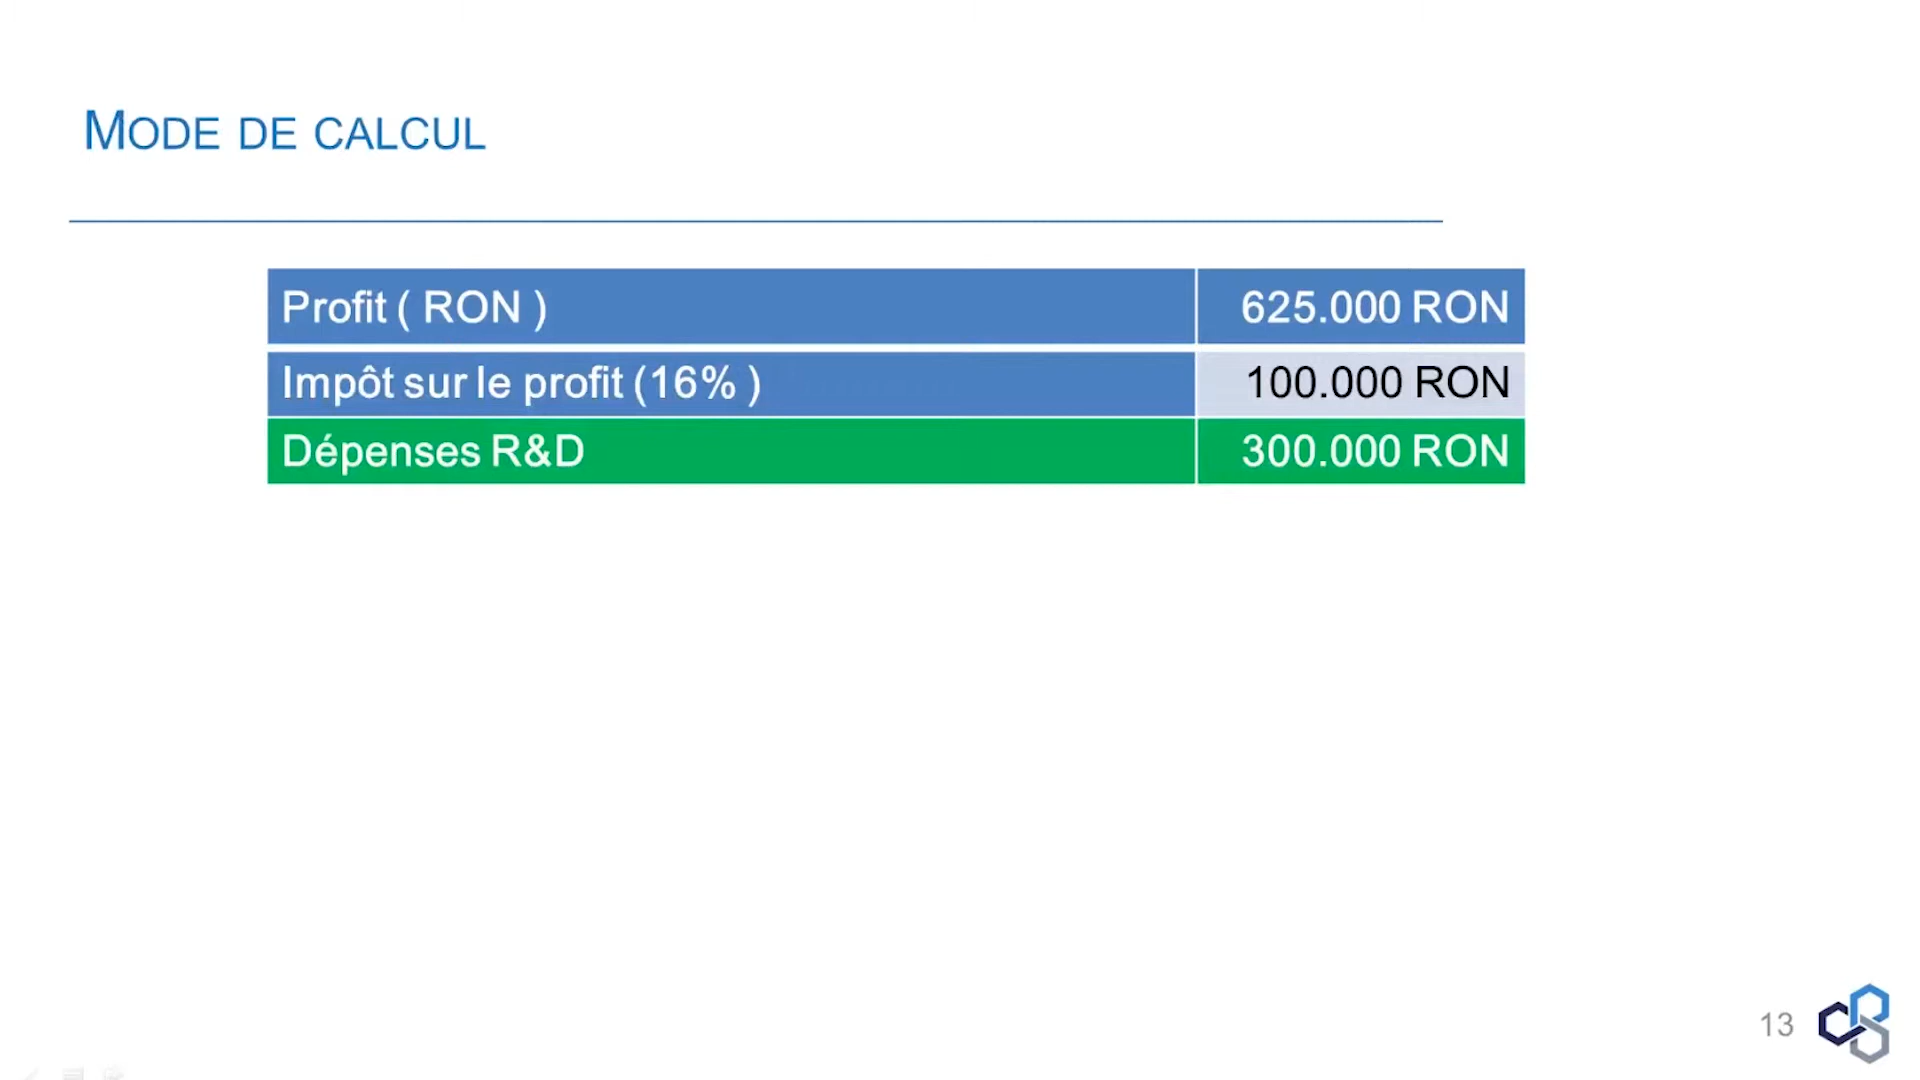 MODE DE CALCUL
Profit ( RON ) 625.000 RON
Impôt sur le profit (16% ) 100.000 RON
Dépenses R&D 300.000 RON
13